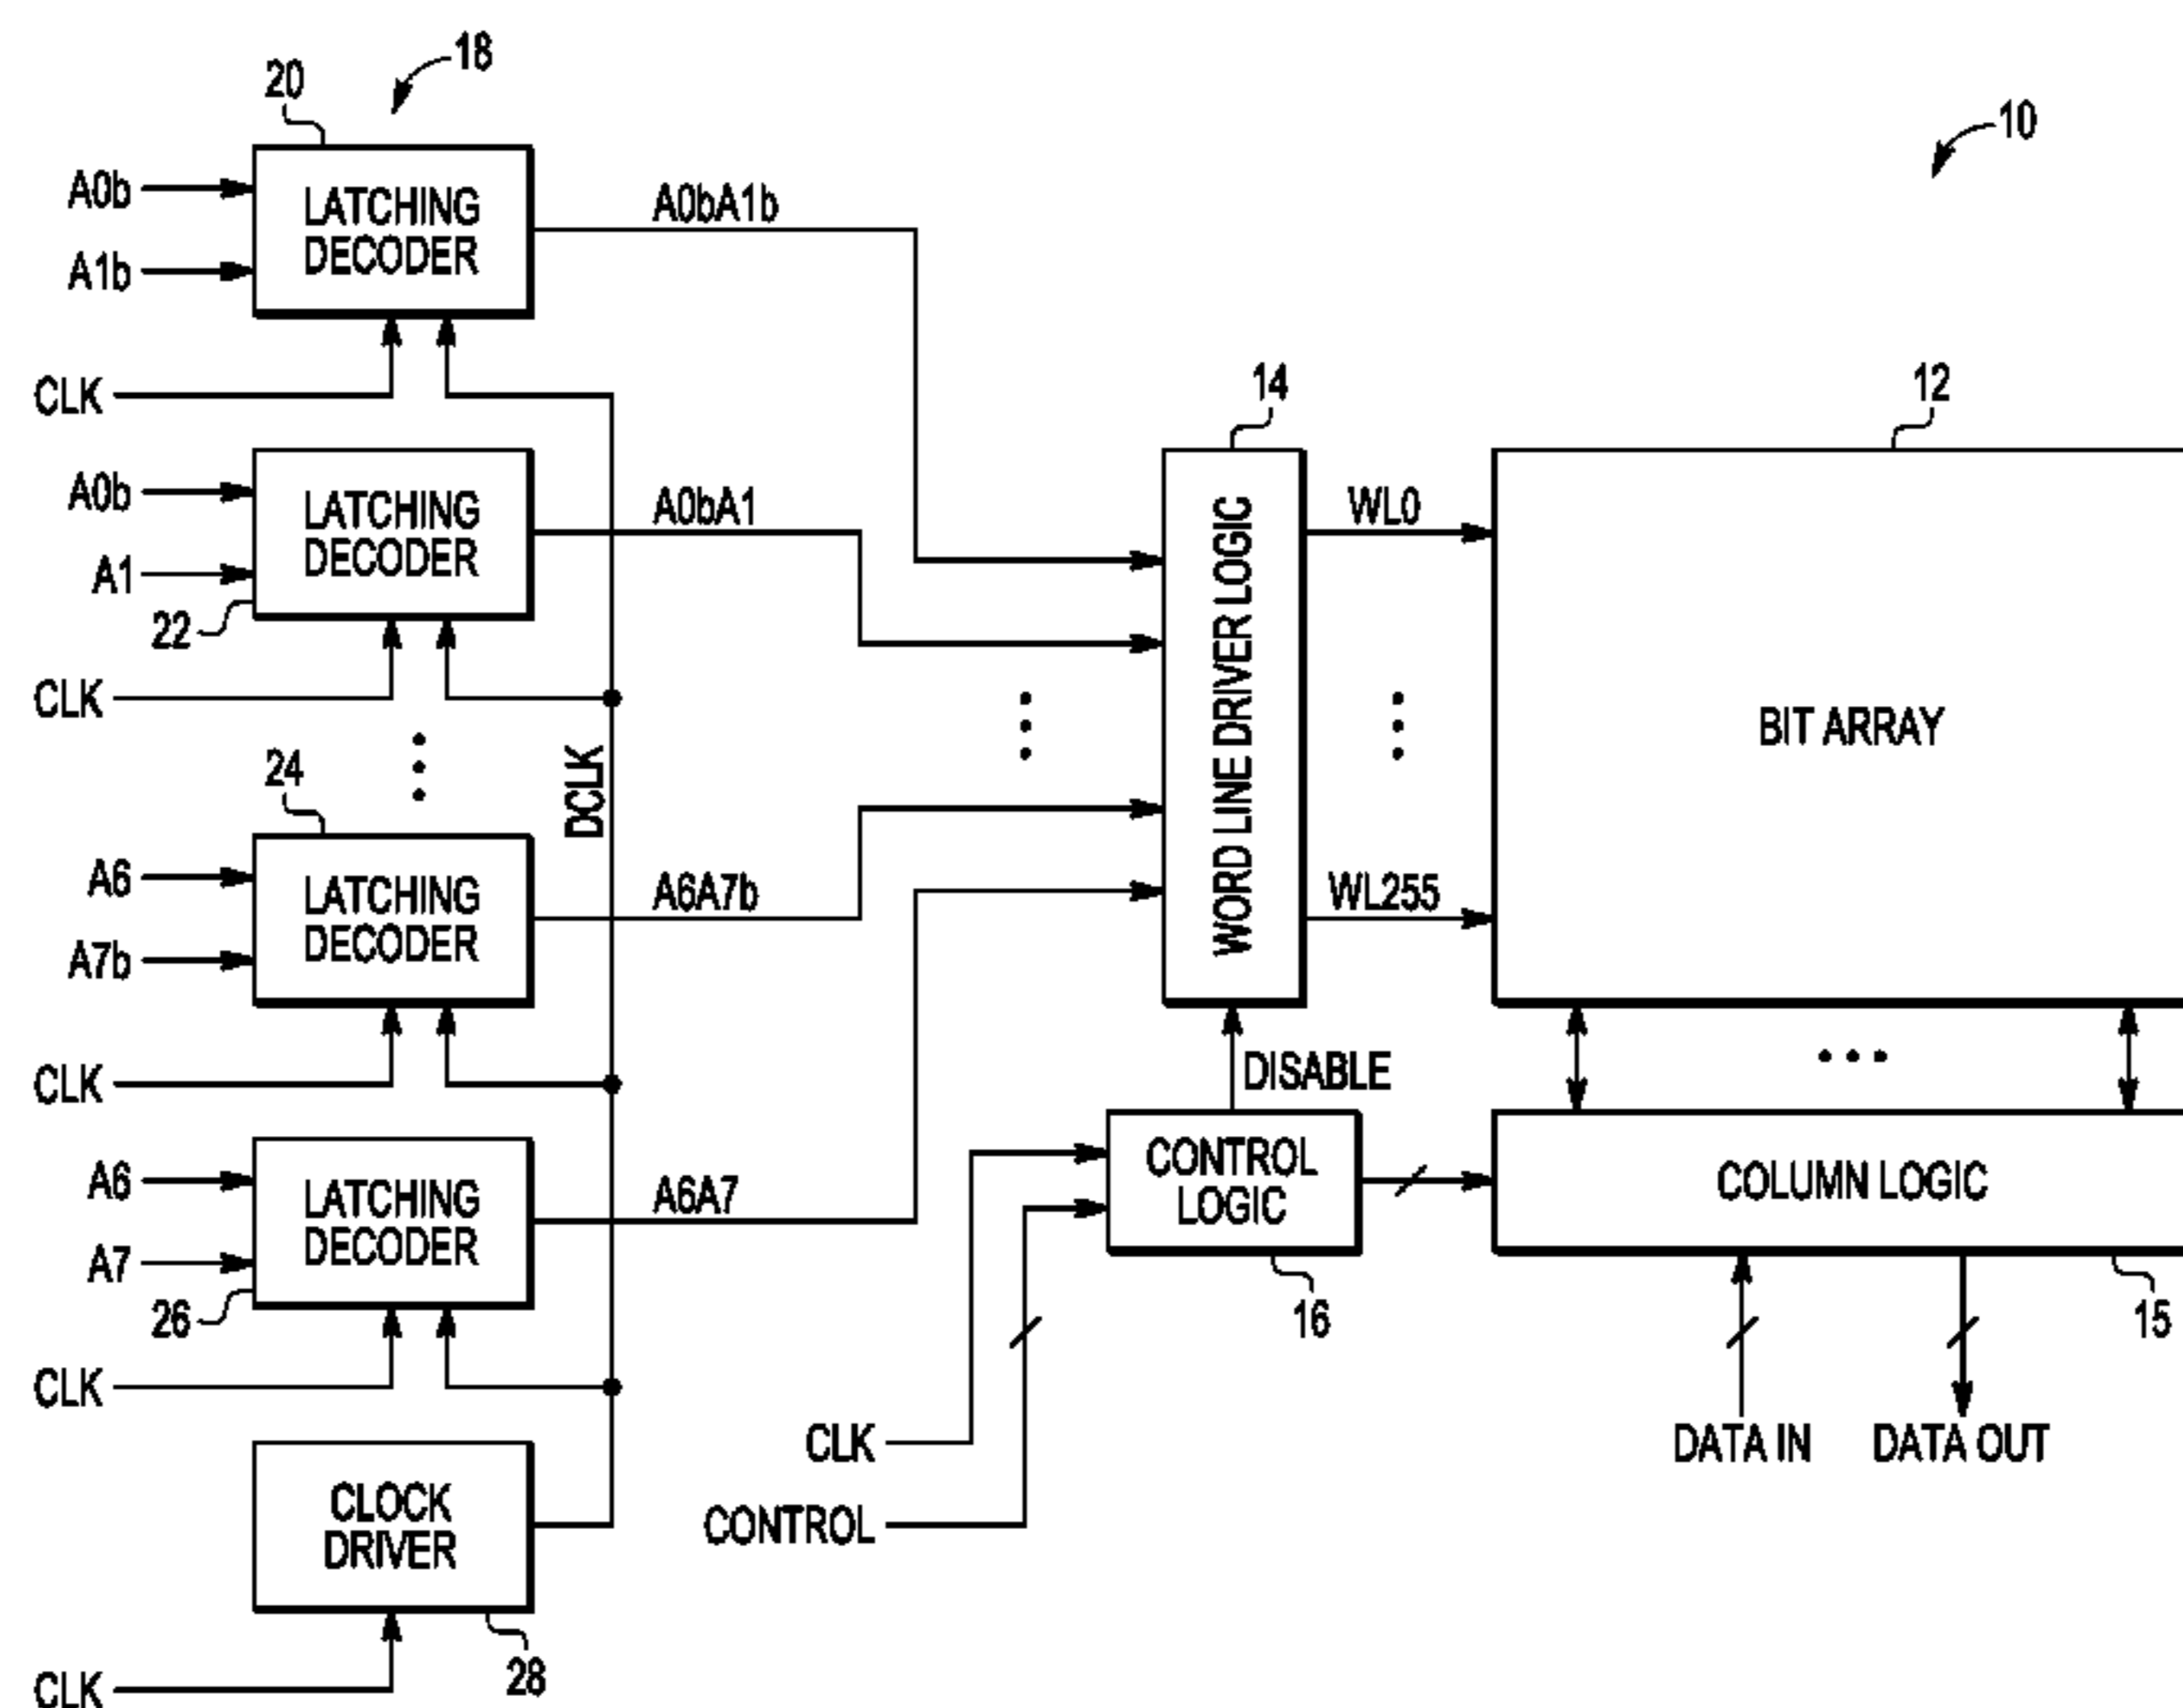 18
20
10
A0b
LATCHING
DECODER
A0bA1b
A1b
CLK
14
12
A0b
LATCHING
DECODER
A0bA1
WL0
A1
22
CLK
WORD LINE DRIVER LOGIC
BIT ARRAY
DCLK
24
A6
LATCHING
DECODER
A6A7b
WL255
A7b
CLK
DISABLE
A6
LATCHING
DECODER
A6A7
CONTROL
LOGIC
COLUMN LOGIC
A7
26
16
15
CLK
CLK
DATA IN
DATA OUT
CLOCK
DRIVER
CONTROL
28
CLK